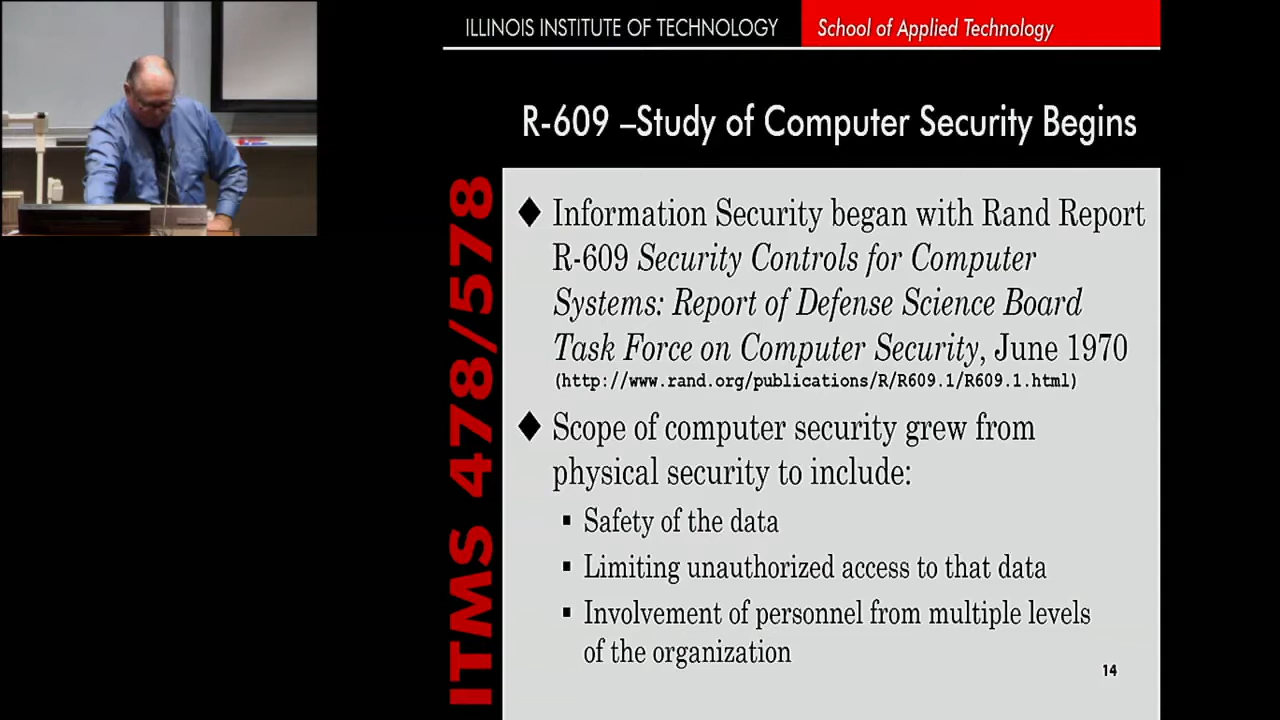 ILLINOIS INSTITUTE OF TECHNOLOGY
School of Applied Technology
R-609 –Study of Computer Security Begins
ITMS 478/578
Information Security began with Rand Report
R-609 Security Controls for Computer
Systems: Report of Defense Science Board
Task Force on Computer Security, June 1970
(http://www.rand.org/publications/R/R609.1/R609.1.html)
Scope of computer security grew from
physical security to include:
Safety of the data
Limiting unauthorized access to that data
Involvement of personnel from multiple levels
of the organization
14